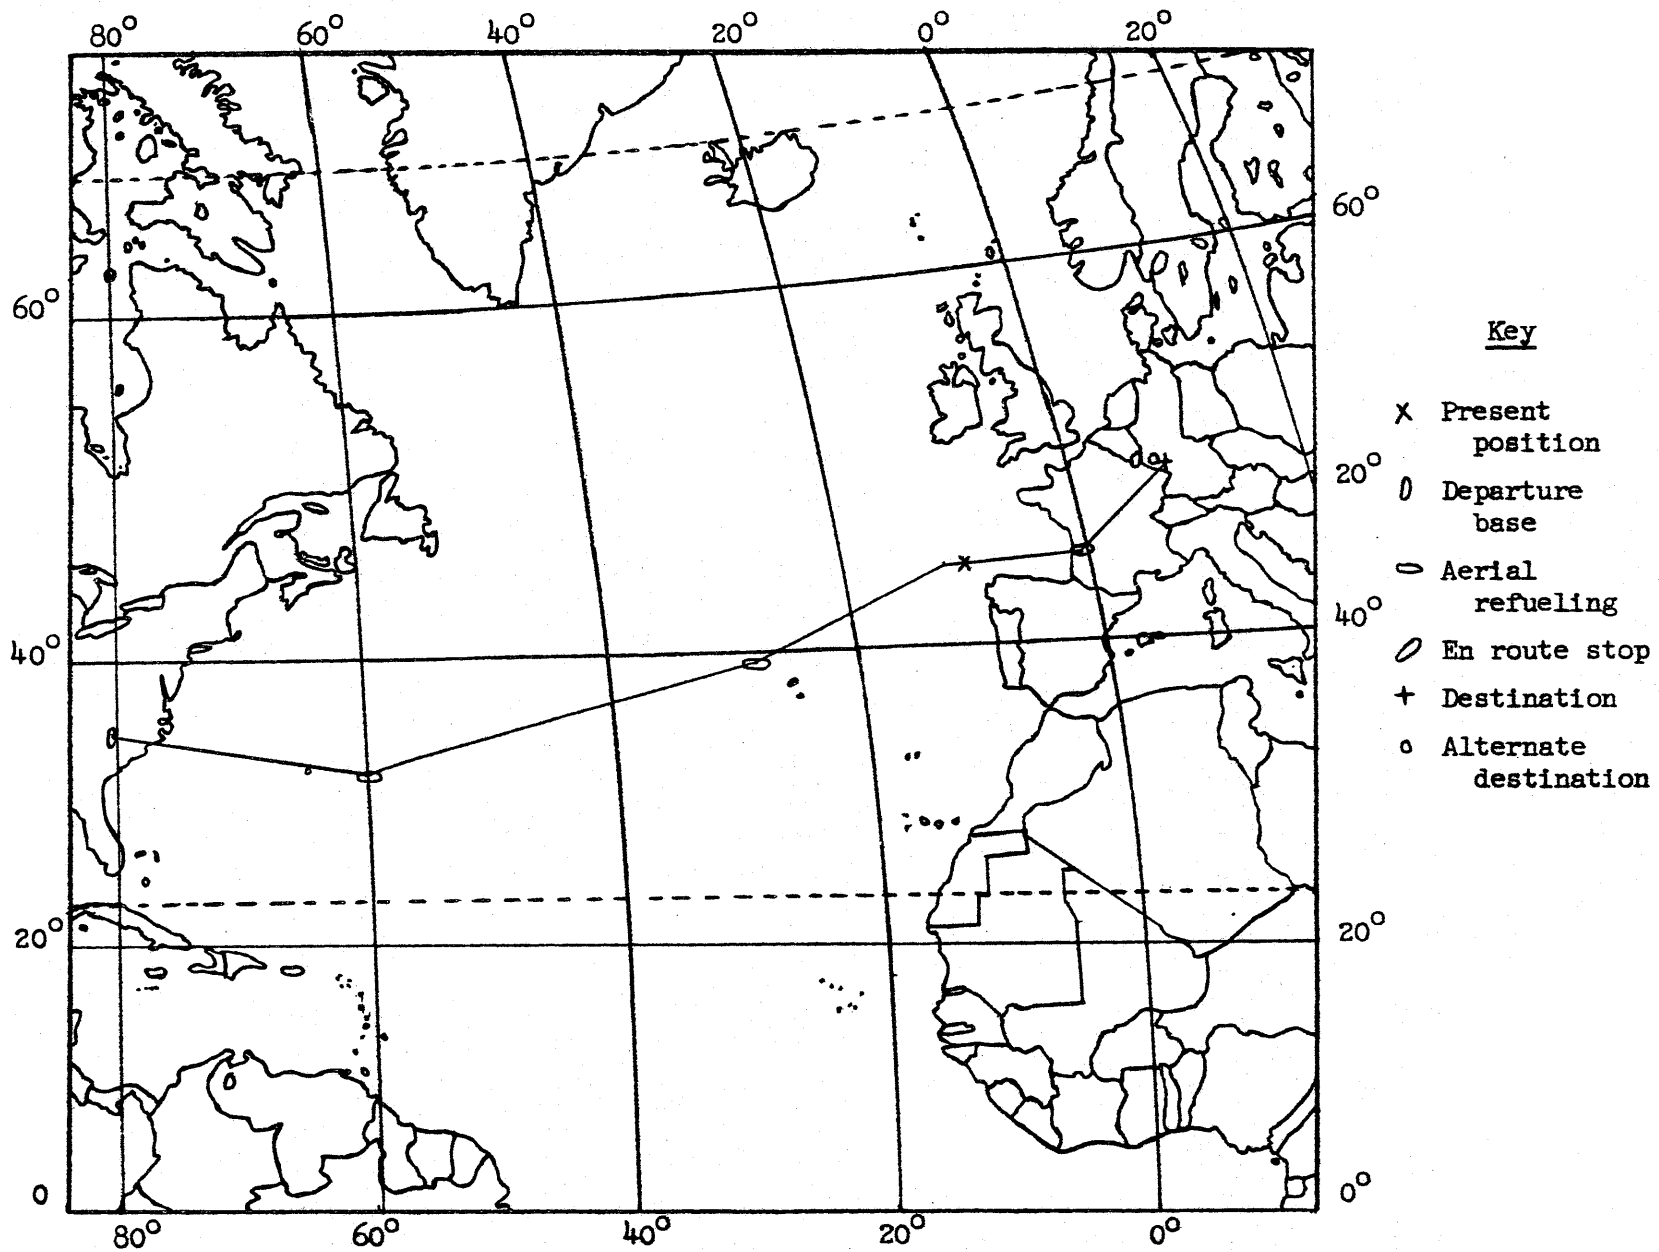 80° 60° 40° 20° 0° 20°
60°
60°
Key
x Present
position
20°
Departure
base
Aerial
refueling
40°
40°
En route stop
+ Destination
Alternate
destination
20°
20°
0
0°
80° 60° 40° 20° 0°